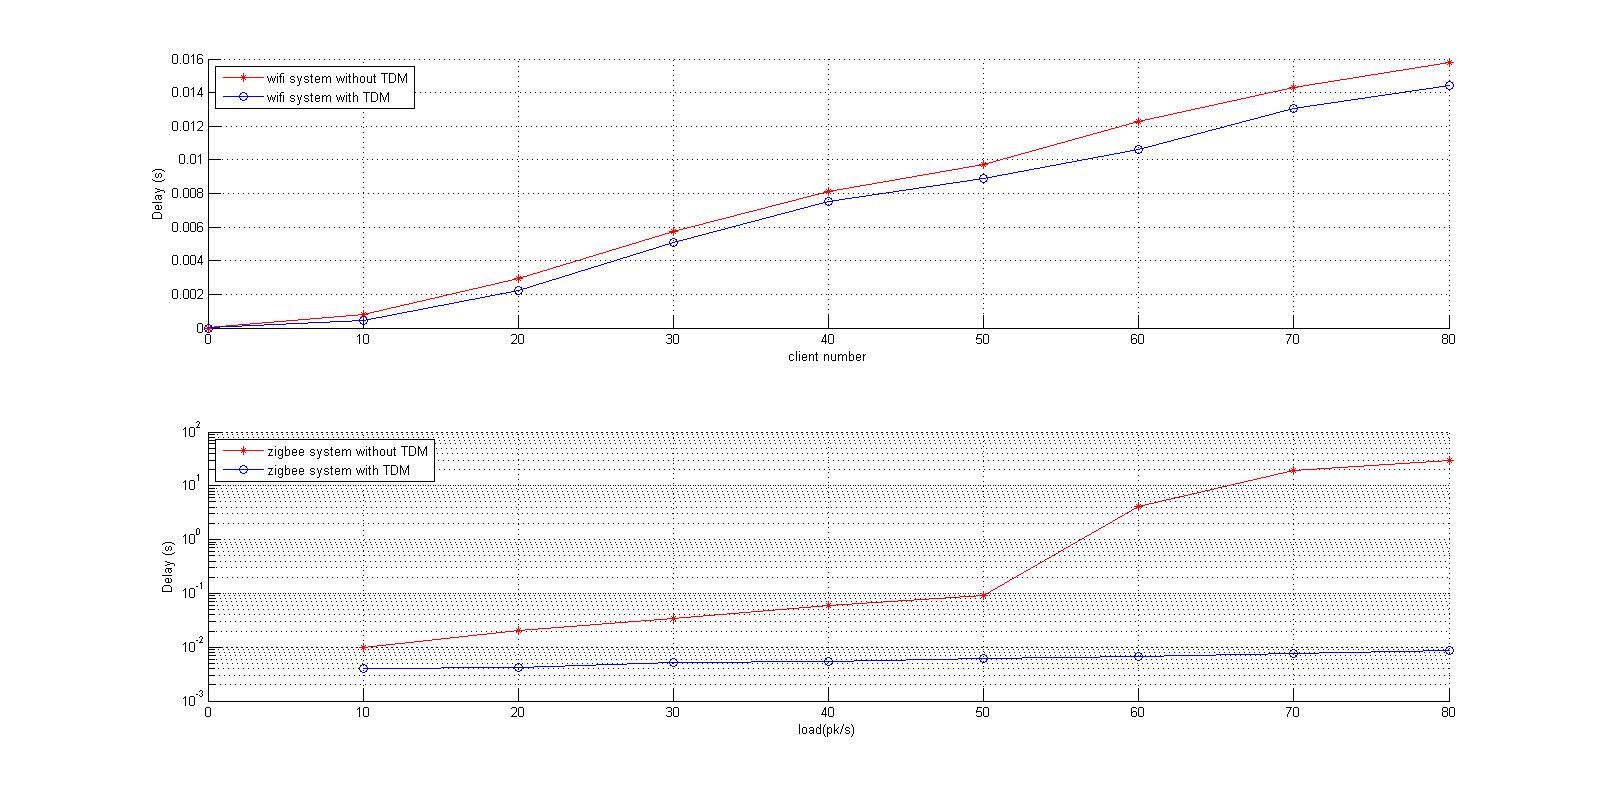 0.016
wifi system without TDM
wifi system with TDM
0.014
0.012
0.01
0.008
0.006
0.004
0.002
0
Delay (s)
0 10 20 30 40 50 60 70 80
client number
10^2
zigbee system without TDM
zigbee system with TDM
10^1
10^0
10^-1
10^-2
10^-3
Delay (s)
0 10 20 30 40 50 60 70 80
load(pk/s)